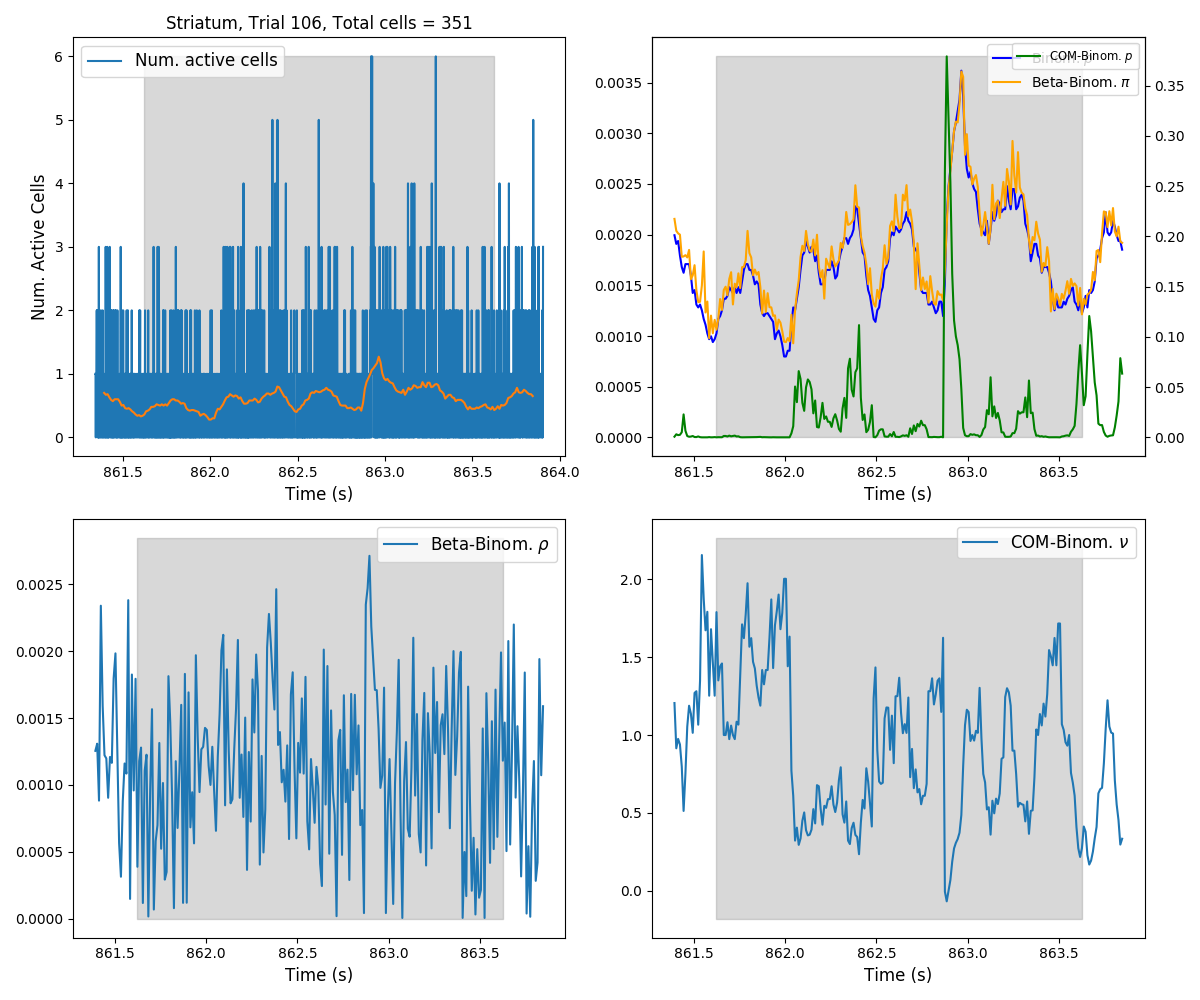 Striatum, Trial 106, Total cells = 351
Num. active cells
6
5
4
3
2
1
0
Num. Active Cells
861.5 862.0 862.5 863.0 863.5 864.0
Time (s)
COM-Binom. p
Beta-Binom. π
0.0035
0.0030
0.0025
0.0020
0.0015
0.0010
0.0005
0.0000
0.35
0.30
0.25
0.20
0.15
0.10
0.05
0.00
861.5 862.0 862.5 863.0 863.5
Time (s)
Beta-Binom. ρ
0.0025
0.0020
0.0015
0.0010
0.0005
0.0000
861.5 862.0 862.5 863.0 863.5
Time (s)
COM-Binom. ν
2.0
1.5
1.0
0.5
0.0
861.5 862.0 862.5 863.0 863.5
Time (s)